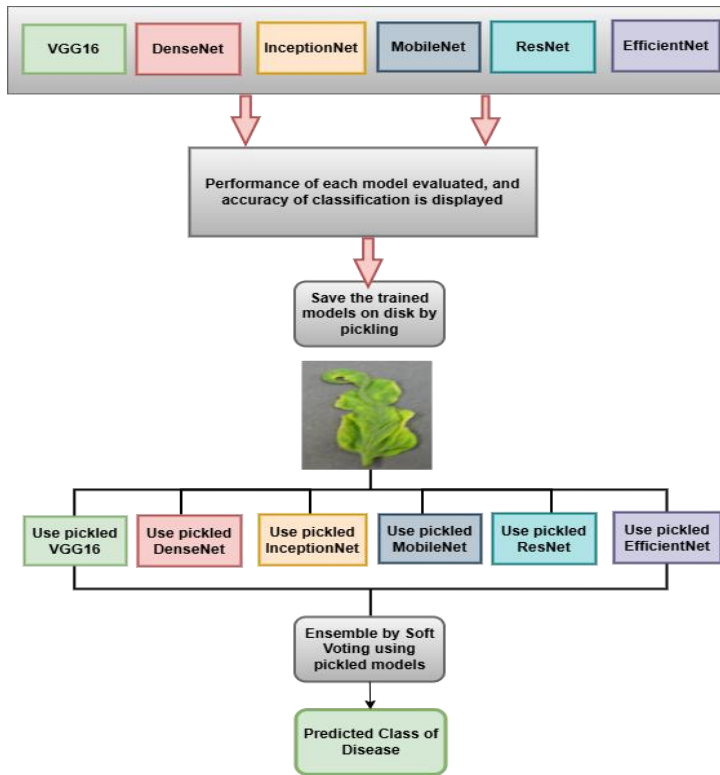 VGG16
DenseNet
InceptionNet
MobileNet
ResNet
EfficientNet
Performance of each model evaluated, and
accuracy of classification is displayed
Save the trained
models on disk by
pickling
Use pickled
VGG16
Use pickled
DenseNet
Use pickled
InceptionNet
Use pickled
MobileNet
Use pickled
ResNet
Use pickled
EfficientNet
Ensemble by Soft
Voting using
pickled models
Predicted Class of
Disease